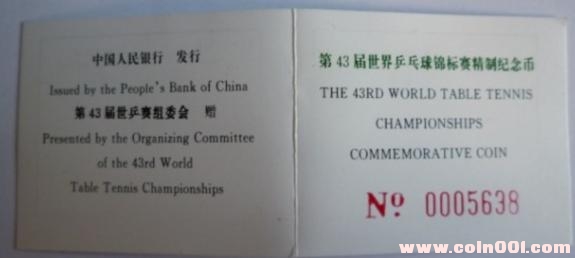 中国人民银行 发行
Issued by the People's Bank of China
第43届世乒赛组委会 赠
Presented by the Organizing Committee
of the 43rd World
Table Tennis Championships
第43届世界乒乓球锦标赛精制纪念币
THE 43RD WORLD TABLE TENNIS
CHAMPIONSHIPS
COMMEMORATIVE COIN
No 0005638
www.coin001.com